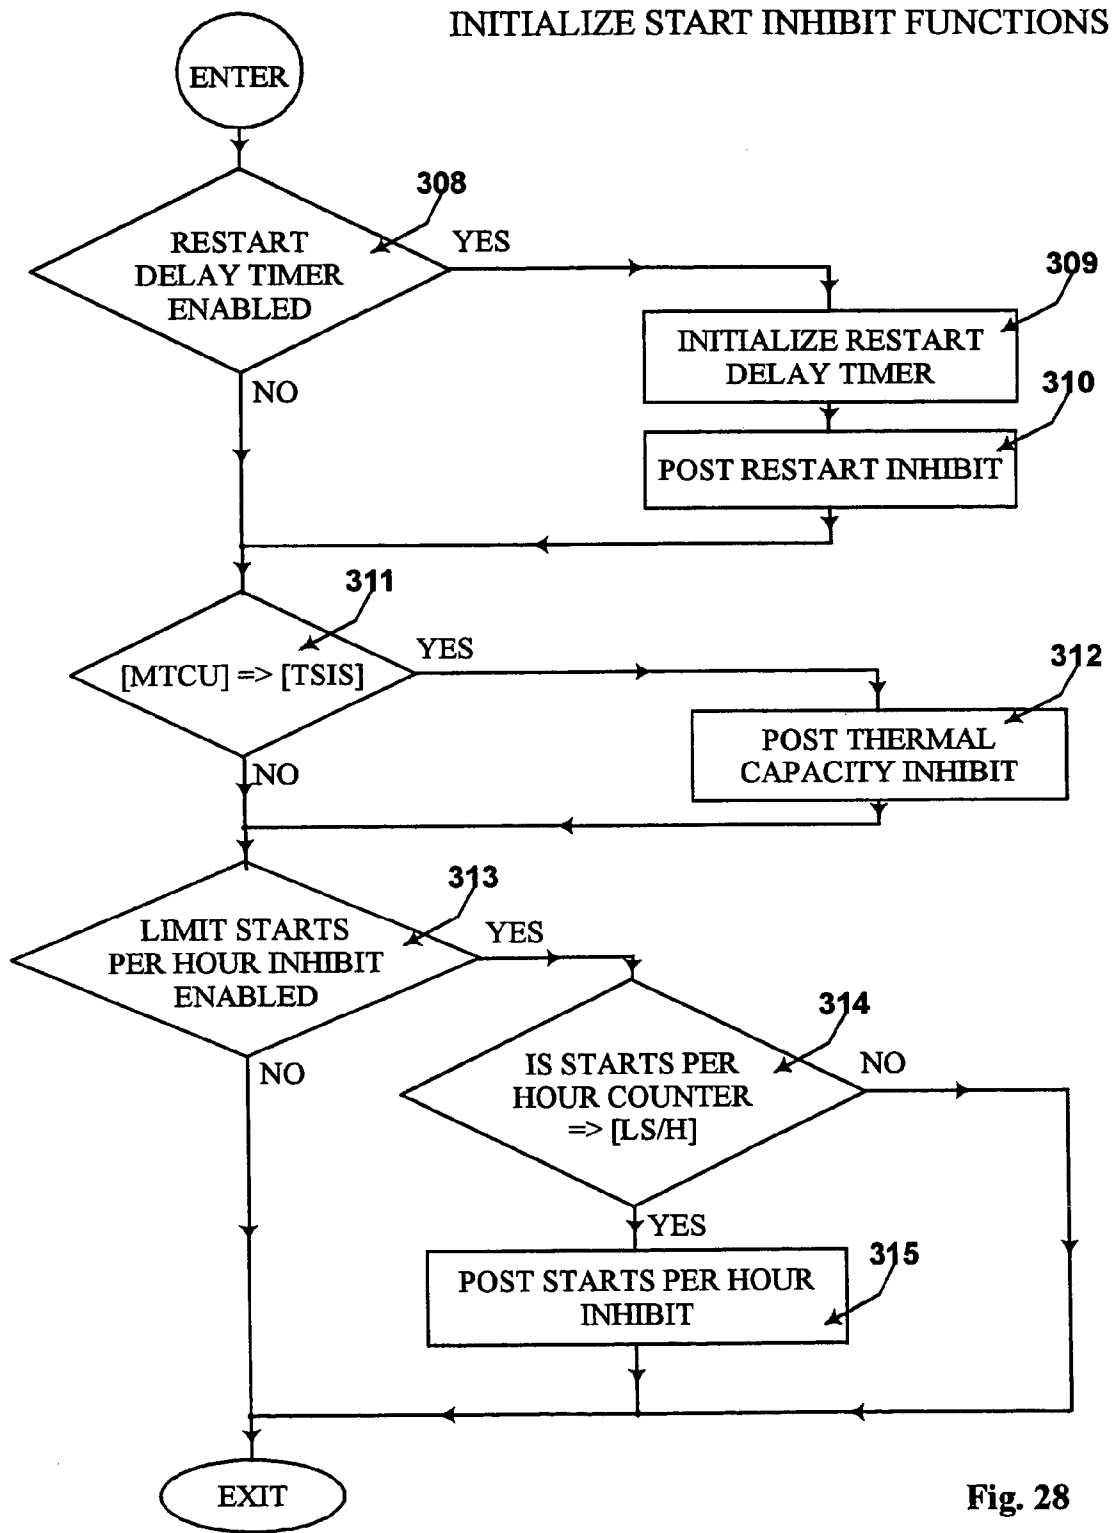 INITIALIZE START INHIBIT FUNCTIONS
ENTER
308
RESTART
DELAY TIMER
ENABLED
YES
309
INITIALIZE RESTART
DELAY TIMER
NO
310
POST RESTART INHIBIT
311
[MTCU] => [TSIS]
YES
312
POST THERMAL
CAPACITY INHIBIT
NO
313
LIMIT STARTS
PER HOUR INHIBIT
ENABLED
YES
314
IS STARTS PER
HOUR COUNTER
=> [LS/H]
NO
NO
YES
315
POST STARTS PER HOUR
INHIBIT
EXIT
Fig. 28